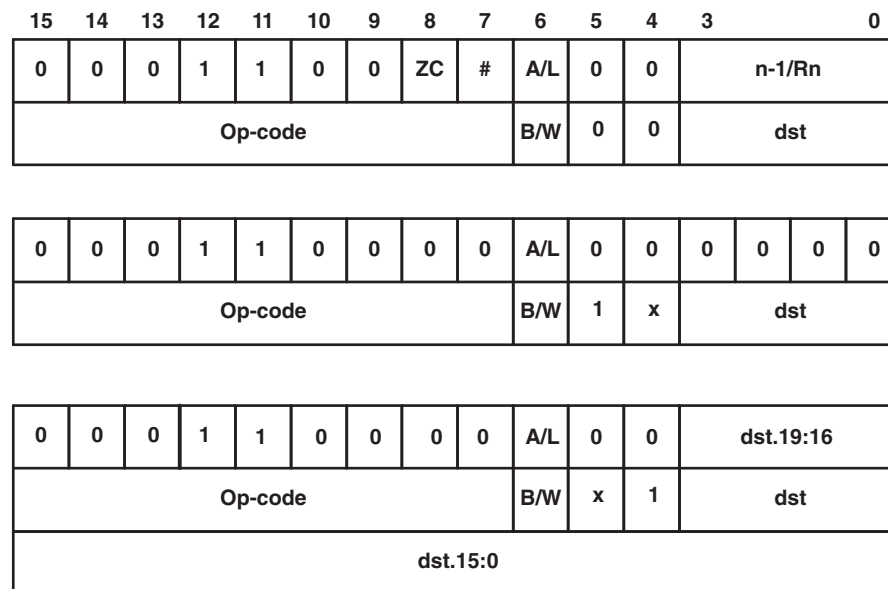 15 14 13 12 11 10 9 8 7 6 5 4 3 0
0 0 0 1 1 0 0 ZC # A/L 0 0 n-1/Rn
Op-code B/W 0 0 dst
0 0 0 1 1 0 0 0 0 A/L 0 0 0 0 0 0
Op-code B/W 1 x dst
0 0 0 1 1 0 0 0 0 A/L 0 0 dst.19:16
Op-code B/W x 1 dst
dst.15:0